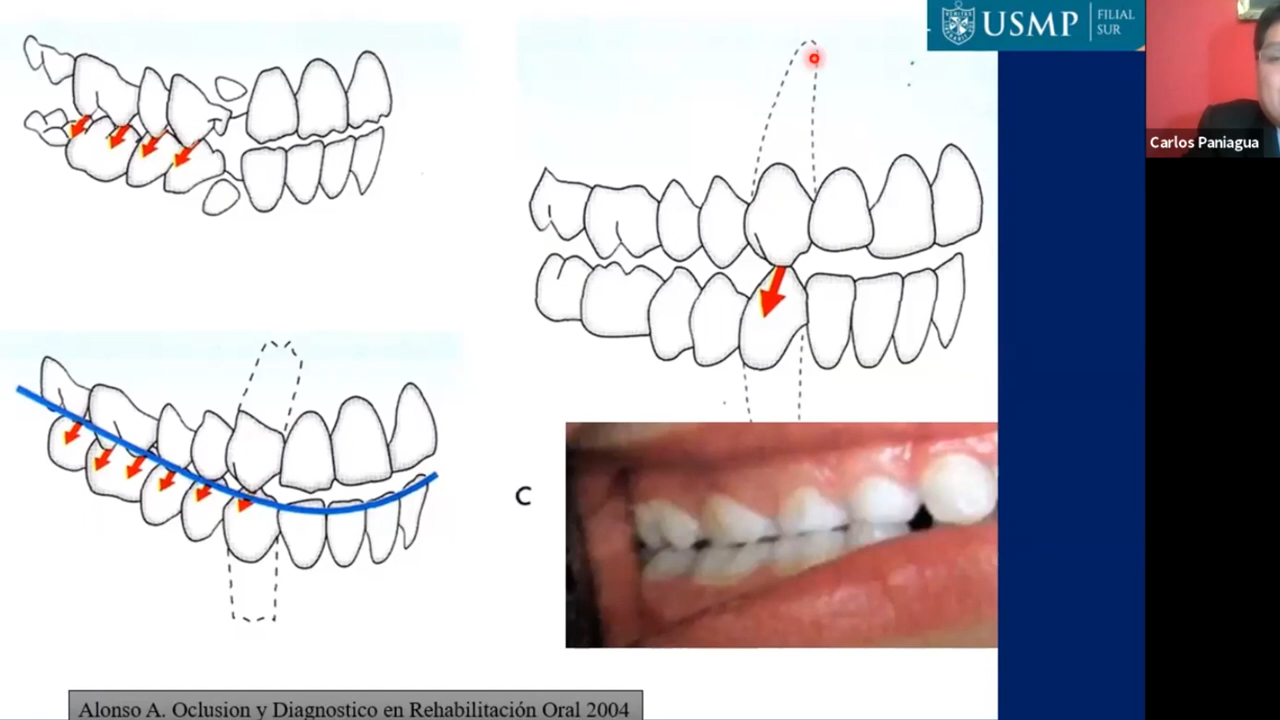 USMP
FILIAL
SUR
Carlos Paniagua
C
Alonso A. Oclusion y Diagnostico en Rehabilitación Oral 2004